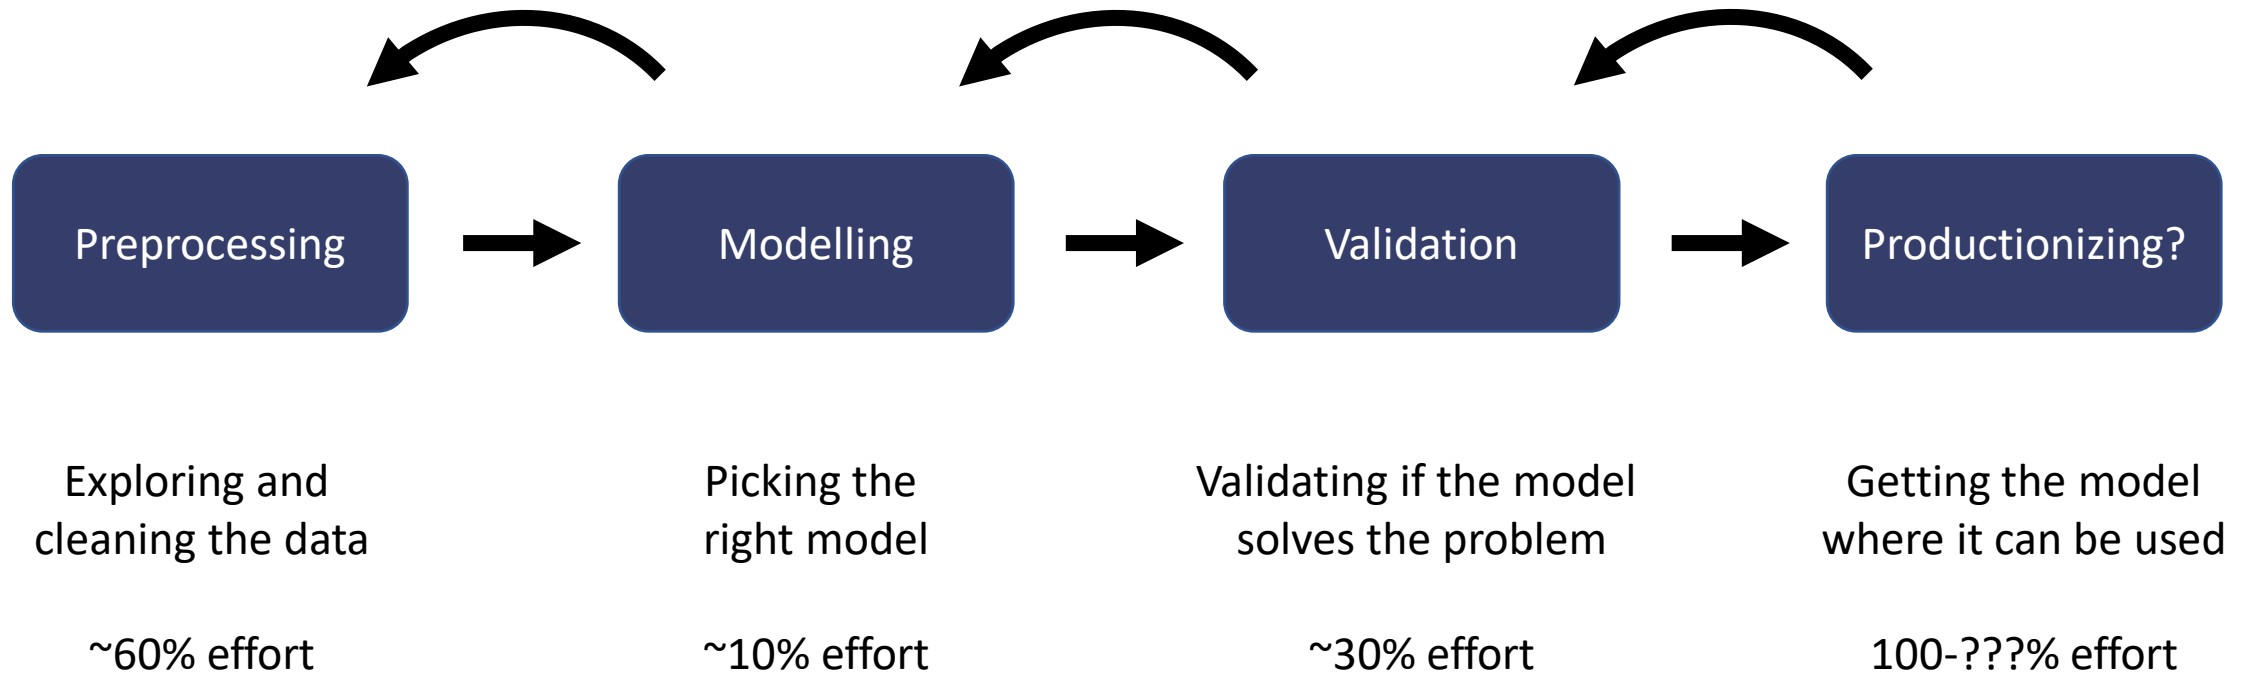 Preprocessing
Modelling
Validation
Productionizing?
Exploring and
cleaning the data
Picking the
right model
Validating if the model
solves the problem
Getting the model
where it can be used
~60% effort
~10% effort
~30% effort
100-???% effort